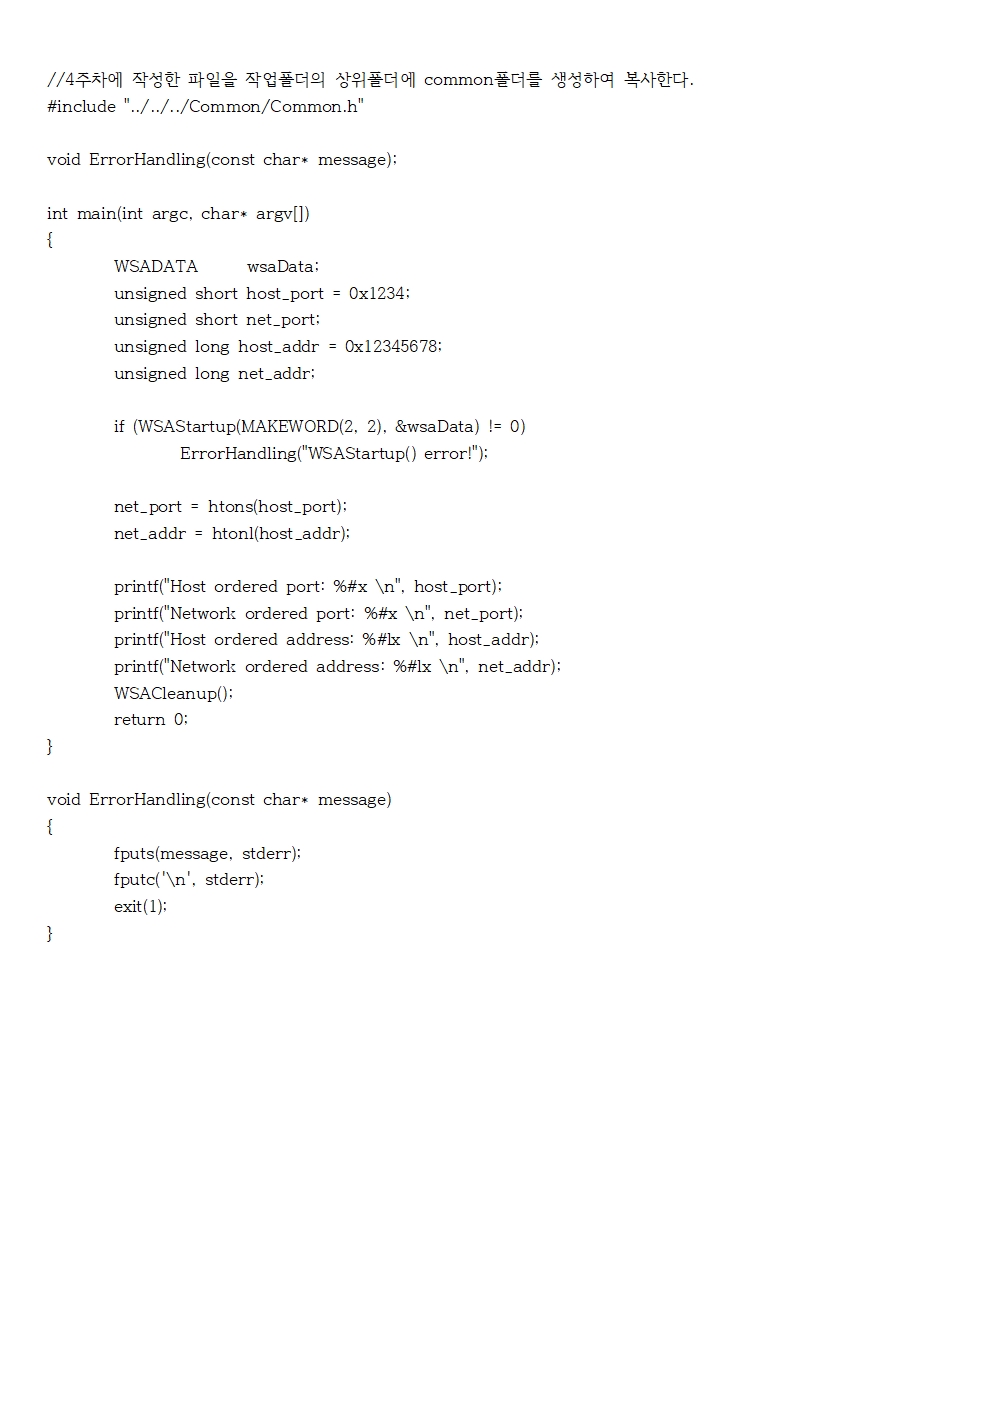 //4주차에 작성한 파일을 작업폴더의 상위폴더에 common폴더를 생성하여 복사한다.
#include "../../../Common/Common.h"

void ErrorHandling(const char* message);

int main(int argc, char* argv[])
{
	WSADATA	wsaData;
	unsigned short host_port = 0x1234;
	unsigned short net_port;
	unsigned long host_addr = 0x12345678;
	unsigned long net_addr;

	if (WSAStartup(MAKEWORD(2, 2), &wsaData) != 0)
		ErrorHandling("WSAStartup() error!");

	net_port = htons(host_port);
	net_addr = htonl(host_addr);

	printf("Host ordered port: %#x \n", host_port);
	printf("Network ordered port: %#x \n", net_port);
	printf("Host ordered address: %#lx \n", host_addr);
	printf("Network ordered address: %#lx \n", net_addr);
	WSACleanup();
	return 0;
}

void ErrorHandling(const char* message)
{
	fputs(message, stderr);
	fputc('\n', stderr);
	exit(1);
}